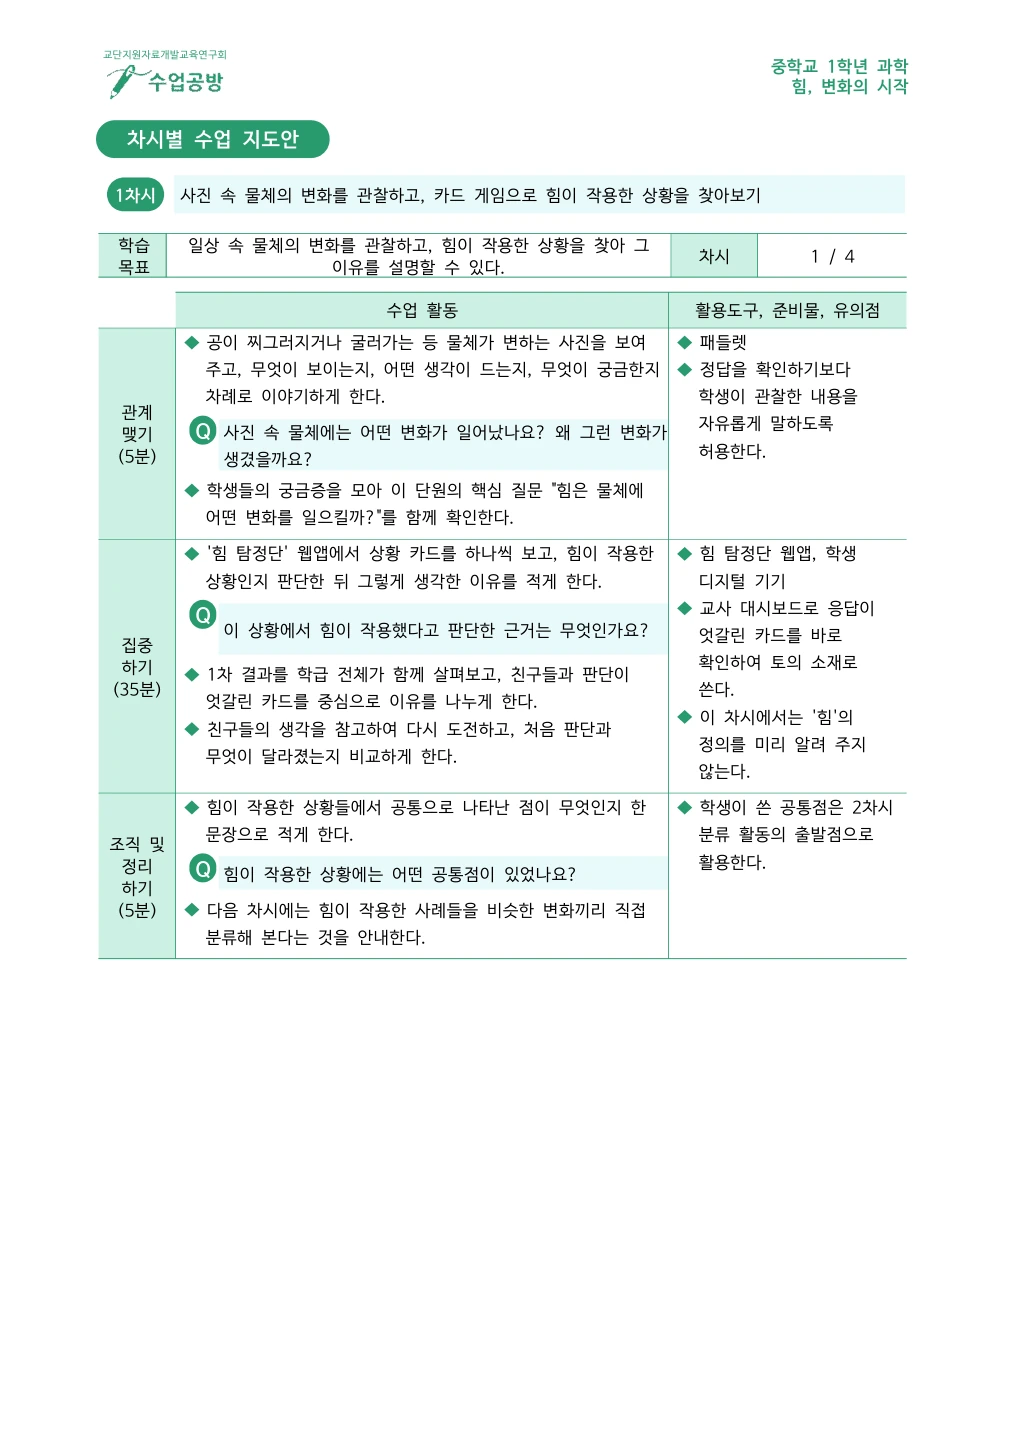 교단지원자료개발교육연구회
수업공방
중학교 1학년 과학
힘, 변화의 시작
차시별 수업 지도안
1차시
사진 속 물체의 변화를 관찰하고, 카드 게임으로 힘이 작용한 상황을 찾아보기
학습
목표
일상 속 물체의 변화를 관찰하고, 힘이 작용한 상황을 찾아 그
이유를 설명할 수 있다.
차시
1 / 4
수업 활동
활용도구, 준비물, 유의점
관계
맺기
(5분)
◆ 공이 찌그러지거나 굴러가는 등 물체가 변하는 사진을 보여
주고, 무엇이 보이는지, 어떤 생각이 드는지, 무엇이 궁금한지
차례로 이야기하게 한다.
Q 사진 속 물체에는 어떤 변화가 일어났나요? 왜 그런 변화가
생겼을까요?
◆ 학생들의 궁금증을 모아 이 단원의 핵심 질문 "힘은 물체에
어떤 변화를 일으킬까?"를 함께 확인한다.
◆ 패들렛
◆ 정답을 확인하기보다
학생이 관찰한 내용을
자유롭게 말하도록
허용한다.
집중
하기
(35분)
◆ '힘 탐정단' 웹앱에서 상황 카드를 하나씩 보고, 힘이 작용한
상황인지 판단한 뒤 그렇게 생각한 이유를 적게 한다.
Q 이 상황에서 힘이 작용했다고 판단한 근거는 무엇인가요?
◆ 1차 결과를 학급 전체가 함께 살펴보고, 친구들과 판단이
엇갈린 카드를 중심으로 이유를 나누게 한다.
◆ 친구들의 생각을 참고하여 다시 도전하고, 처음 판단과
무엇이 달라졌는지 비교하게 한다.
◆ 힘 탐정단 웹앱, 학생
디지털 기기
◆ 교사 대시보드로 응답이
엇갈린 카드를 바로
확인하여 토의 소재로
쓴다.
◆ 이 차시에서는 '힘'의
정의를 미리 알려 주지
않는다.
조직 및
정리
하기
(5분)
◆ 힘이 작용한 상황들에서 공통으로 나타난 점이 무엇인지 한
문장으로 적게 한다.
Q 힘이 작용한 상황에는 어떤 공통점이 있었나요?
◆ 다음 차시에는 힘이 작용한 사례들을 비슷한 변화끼리 직접
분류해 본다는 것을 안내한다.
◆ 학생이 쓴 공통점은 2차시
분류 활동의 출발점으로
활용한다.